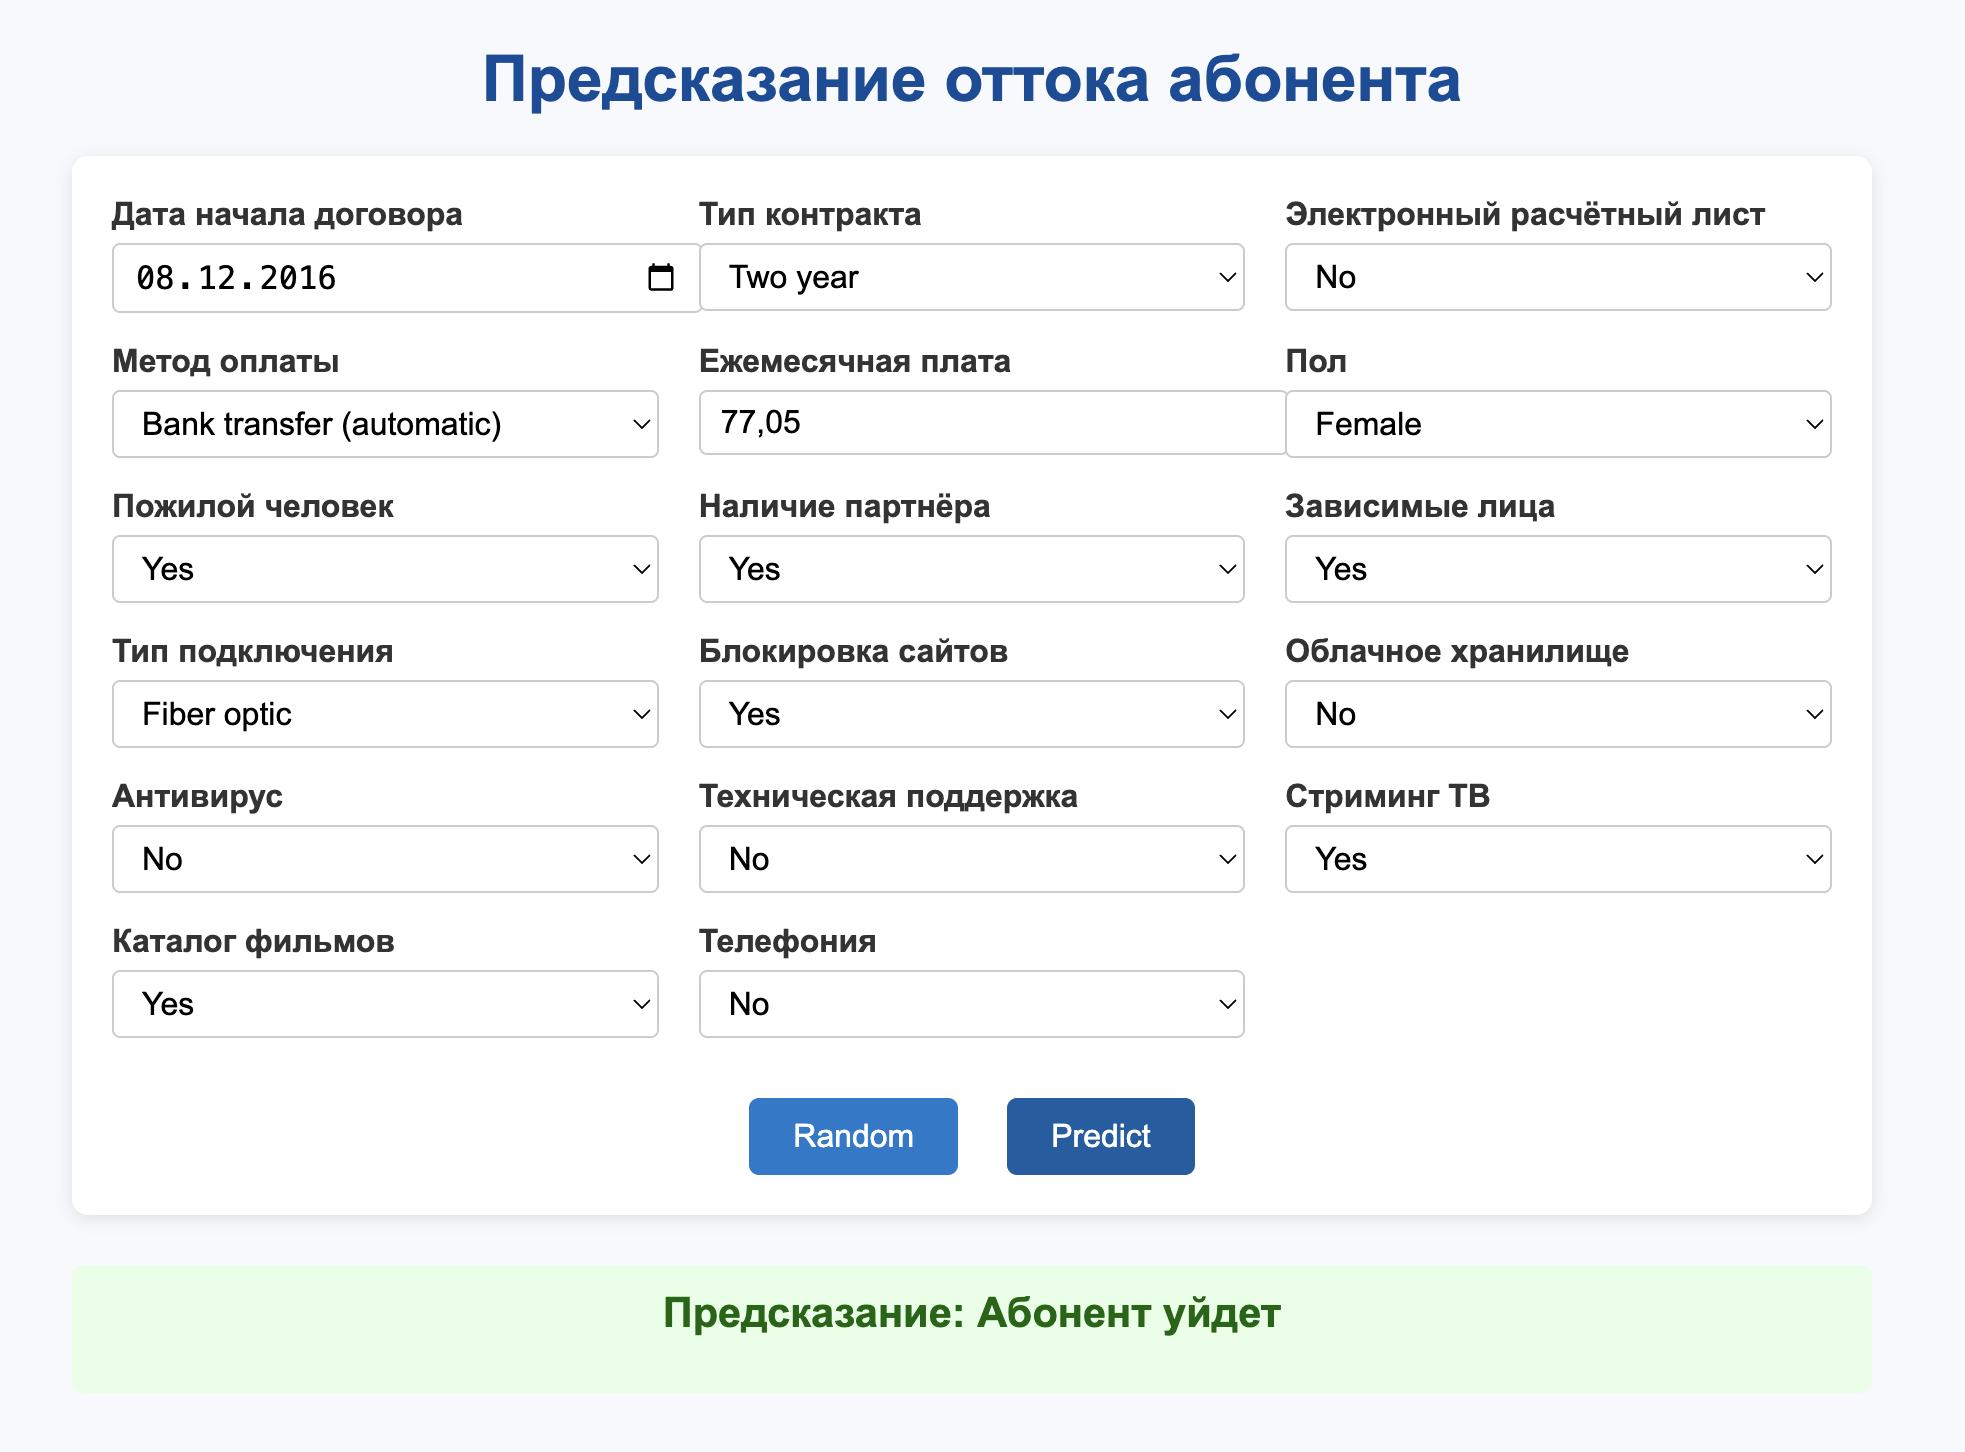 Предсказание оттока абонента
Дата начала договора
Тип контракта
Электронный расчётный лист
08.12.2016
Two year
No
Метод оплаты
Ежемесячная плата
Пол
Bank transfer (automatic)
77,05
Female
Пожилой человек
Наличие партнёра
Зависимые лица
Yes
Yes
Yes
Тип подключения
Блокировка сайтов
Облачное хранилище
Fiber optic
Yes
No
Антивирус
Техническая поддержка
Стриминг ТВ
No
No
Yes
Каталог фильмов
Телефония
Yes
No
Random
Predict
Предсказание: Абонент уйдет